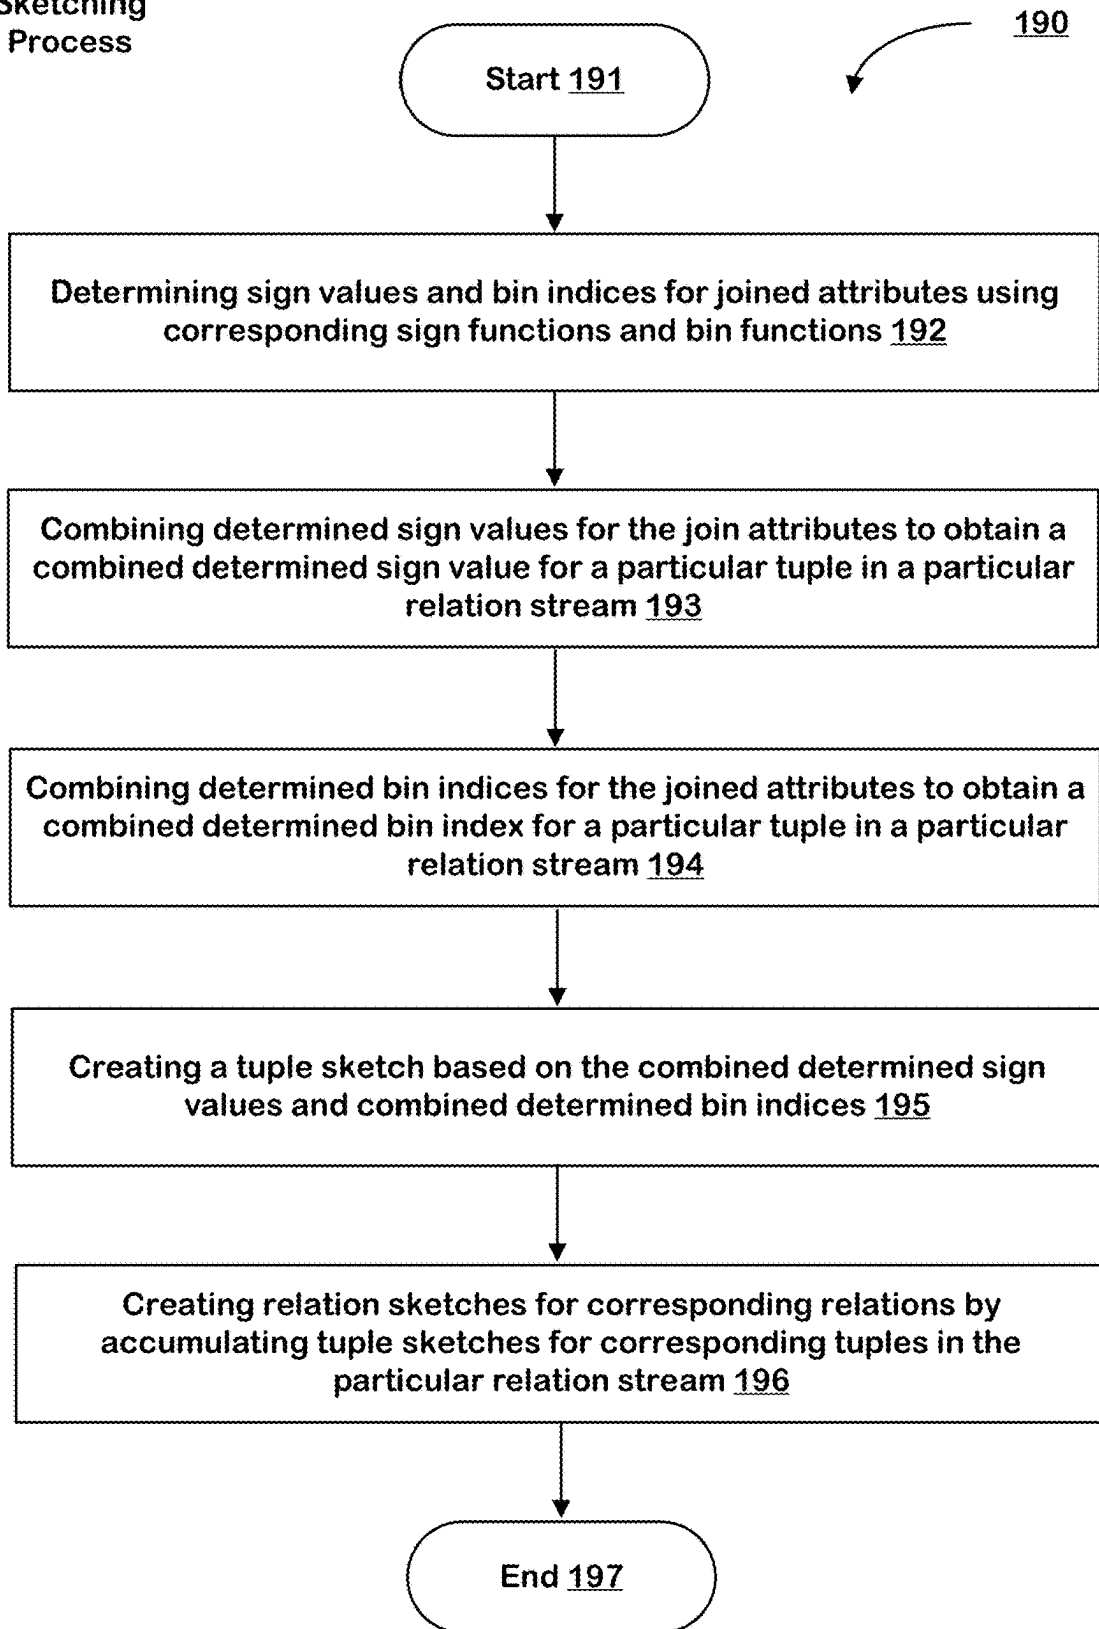 Sketching
Process
190
Start 191
Determining sign values and bin indices for joined attributes using
corresponding sign functions and bin functions 192
Combining determined sign values for the join attributes to obtain a
combined determined sign value for a particular tuple in a particular
relation stream 193
Combining determined bin indices for the joined attributes to obtain a
combined determined bin index for a particular tuple in a particular
relation stream 194
Creating a tuple sketch based on the combined determined sign
values and combined determined bin indices 195
Creating relation sketches for corresponding relations by
accumulating tuple sketches for corresponding tuples in the
particular relation stream 196
End 197